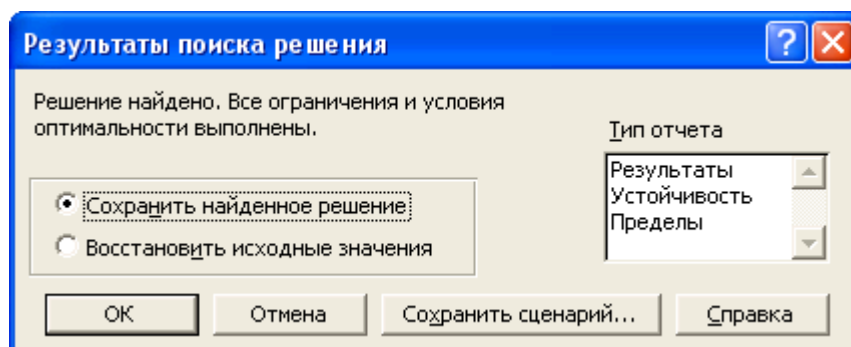 Результаты поиска решения
Решение найдено. Все ограничения и условия
оптимальности выполнены.
Тип отчета
Результаты
Устойчивость
Пределы
Сохранить найденное решение
Восстановить исходные значения
ОК
Отмена
Сохранить сценарий...
Справка